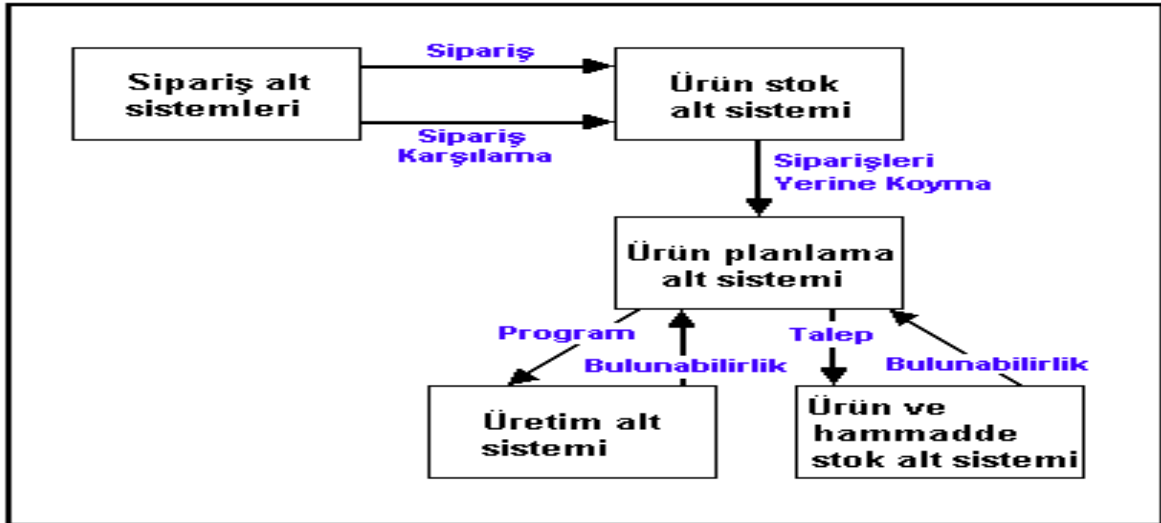 Sipariş alt
sistemleri
Sipariş
Sipariş
Karşılama
Ürün stok
alt sistemi
Siparişleri
Yerine Koyma
Ürün planlama
alt sistemi
Program
Bulunabilirlik
Talep
Bulunabilirlik
Üretim alt
sistemi
Ürün ve
hammadde
stok alt sistemi